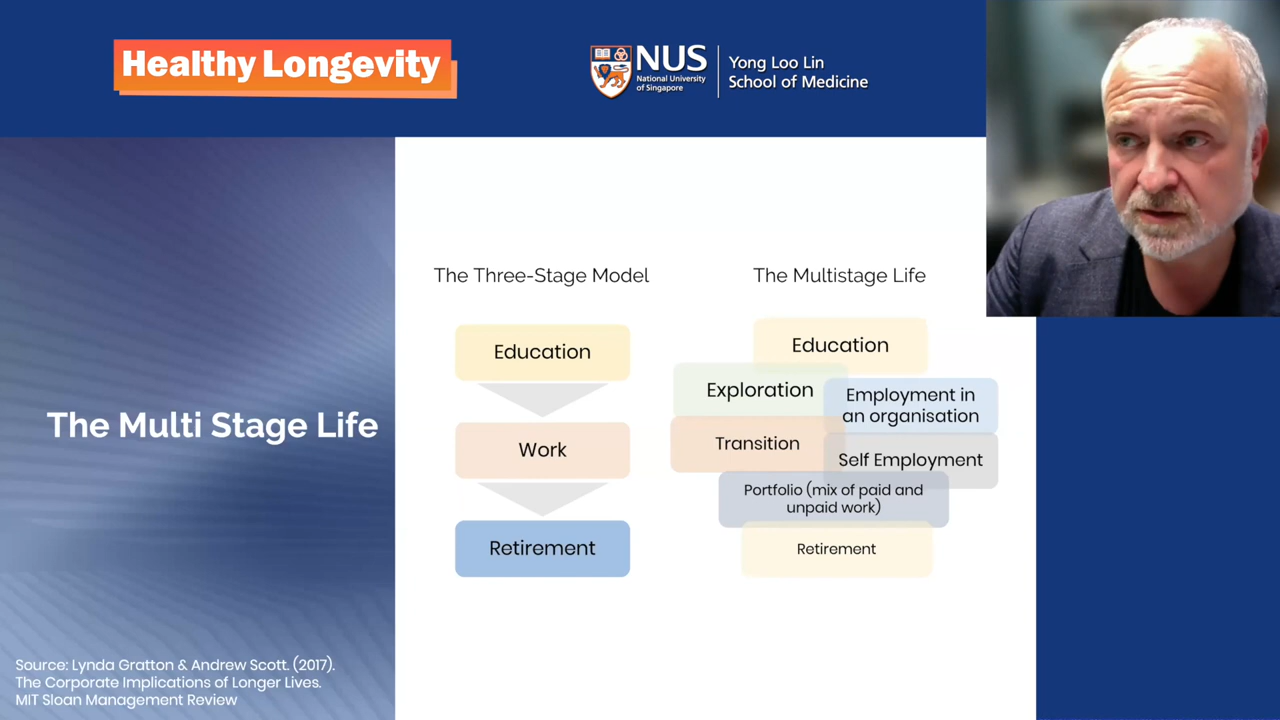 Healthy Longevity
NUS
National University
of Singapore
Yong Loo Lin
School of Medicine
The Multi Stage Life
The Three-Stage Model
Education
Work
Retirement
The Multistage Life
Education
Exploration
Employment in
an organisation
Transition
Self Employment
Portfolio (mix of paid and
unpaid work)
Retirement
Source: Lynda Gratton & Andrew Scott. (2017).
The Corporate Implications of Longer Lives.
MIT Sloan Management Review